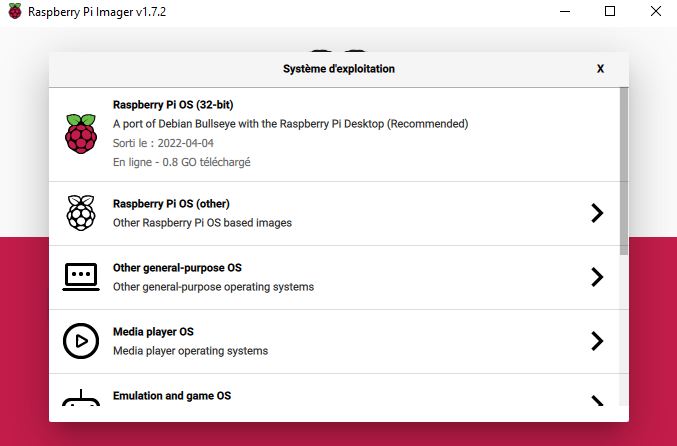 Raspberry Pi Imager v1.7.2
Système d'exploitation
X
Raspberry Pi OS (32-bit)
A port of Debian Bullseye with the Raspberry Pi Desktop (Recommended)
Sorti le : 2022-04-04
En ligne - 0.8 GO téléchargé
Raspberry Pi OS (other)
Other Raspberry Pi OS based images
Other general-purpose OS
Other general-purpose operating systems
Media player OS
Media player operating systems
Emulation and game OS